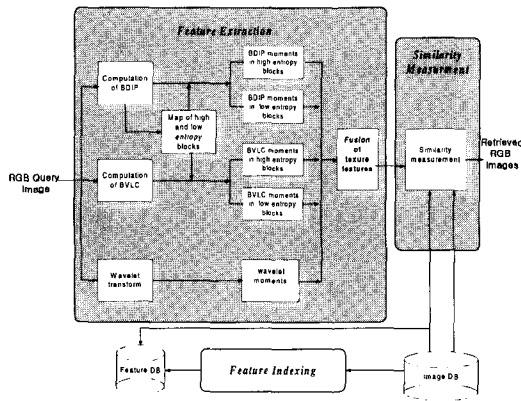 Feature Extraction
Similarity
Measurment
BDIP moments
in high entropy
blocks
Computation
of BDIP
BDIP moments
in low entropy
blocks
Map of high
and low
entropy
blocks
Fusion
of
texure
features
Similarity
measurement
Retrieved
RGB
Images
BVLC moments
in high entropy
blocks
RGB Query
Image
Computation
of BVLC
BVLC moments
in low entropy
blocks
Wavelet
transform
wavelet
moments
Feature DB
Feature Indexing
Image DB